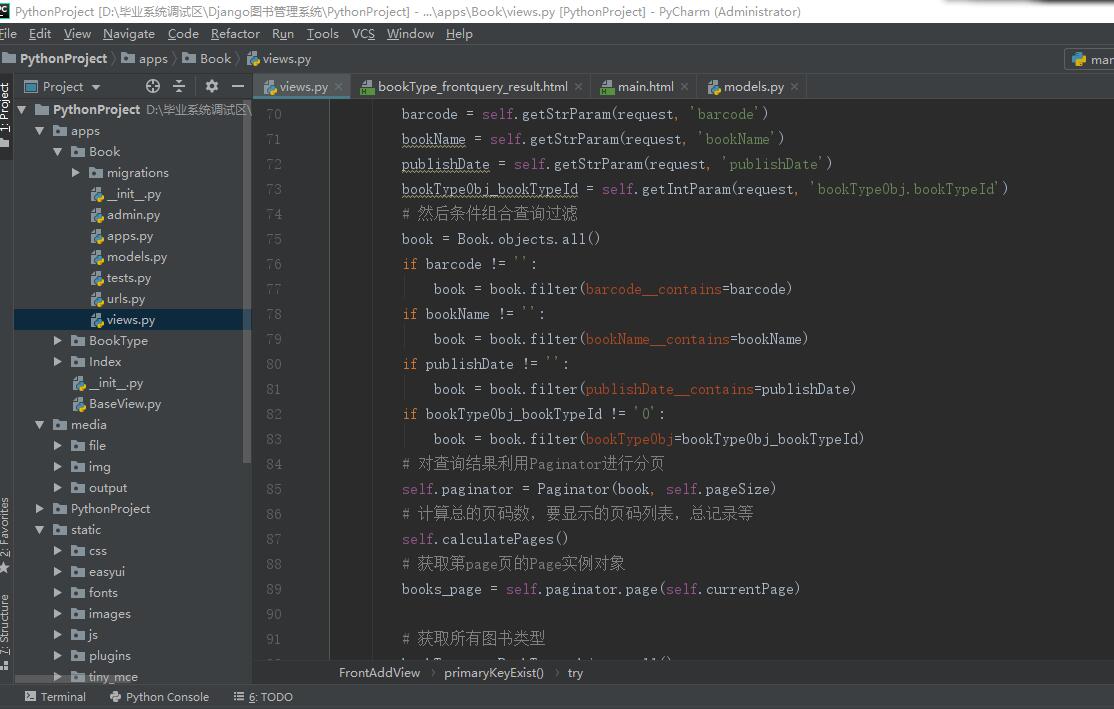 PythonProject [D:\毕业系统调试区\Django图书管理系统\PythonProject] - ...\apps\Book\views.py [PythonProject] - PyCharm (Administrator)
File Edit View Navigate Code Refactor Run Tools VCS Window Help
PythonProject apps Book views.py
Project
views.py bookType_frontquery_result.html main.html models.py
PythonProject D:\毕业系统调试区\
apps
Book
migrations
__init__.py
admin.py
apps.py
models.py
tests.py
urls.py
views.py
BookType
Index
__init__.py
BaseView.py
media
file
img
output
PythonProject
static
css
easyui
fonts
images
js
plugins
tiny_mce
1: Project
2: Favorites
7: Structure
70 barcode = self.getStrParam(request, 'barcode')
71 bookName = self.getStrParam(request, 'bookName')
72 publishDate = self.getStrParam(request, 'publishDate')
73 bookTypeObj_bookTypeId = self.getIntParam(request, 'bookTypeObj.bookTypeId')
74 # 然后条件组合查询过滤
75 book = Book.objects.all()
76 if barcode != '':
77 book = book.filter(barcode__contains=barcode)
78 if bookName != '':
79 book = book.filter(bookName__contains=bookName)
80 if publishDate != '':
81 book = book.filter(publishDate__contains=publishDate)
82 if bookTypeObj_bookTypeId != '0':
83 book = book.filter(bookTypeObj=bookTypeObj_bookTypeId)
84 # 对查询结果利用Paginator进行分页
85 self.paginator = Paginator(book, self.pageSize)
86 # 计算总的页码数，要显示的页码列表，总记录等
87 self.calculatePages()
88 # 获取第page页的Page实例对象
89 books_page = self.paginator.page(self.currentPage)
90
91 # 获取所有图书类型
FrontAddView primaryKeyExist() try
Terminal Python Console 6: TODO